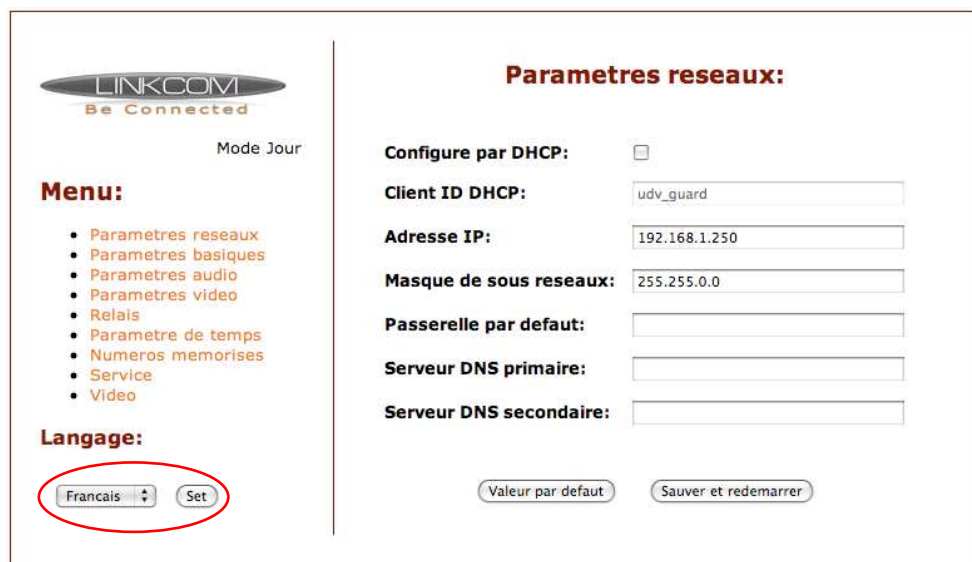 LINKCOM
Be Connected
Mode Jour
Menu:
Parametres reseaux
Parametres basiques
Parametres audio
Parametres video
Relais
Parametre de temps
Numeros memorises
Service
Video
Langage:
Francais
Set
Parametres reseaux:
Configure par DHCP:
Client ID DHCP: udv_guard
Adresse IP: 192.168.1.250
Masque de sous reseaux: 255.255.0.0
Passerelle par defaut:
Serveur DNS primaire:
Serveur DNS secondaire:
Valeur par defaut
Sauver et redemarrer